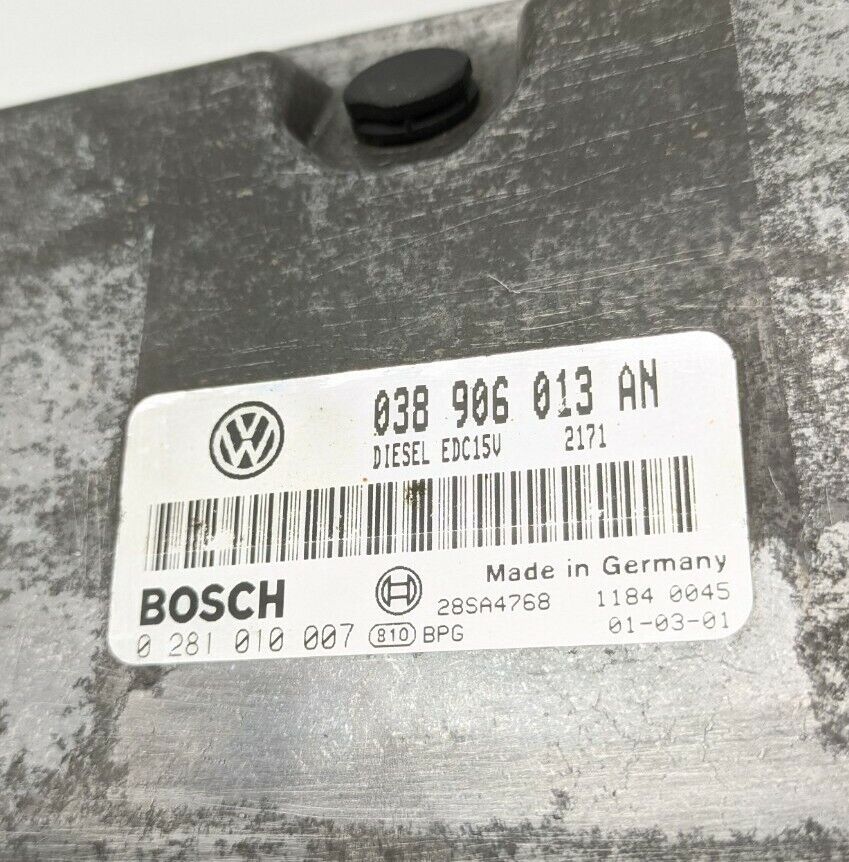 038 906 013 AN
DIESEL EDC15V 2171
Made in Germany
BOSCH 28SA4768 1184 0045
0 281 010 007 810 BPG 01-03-01